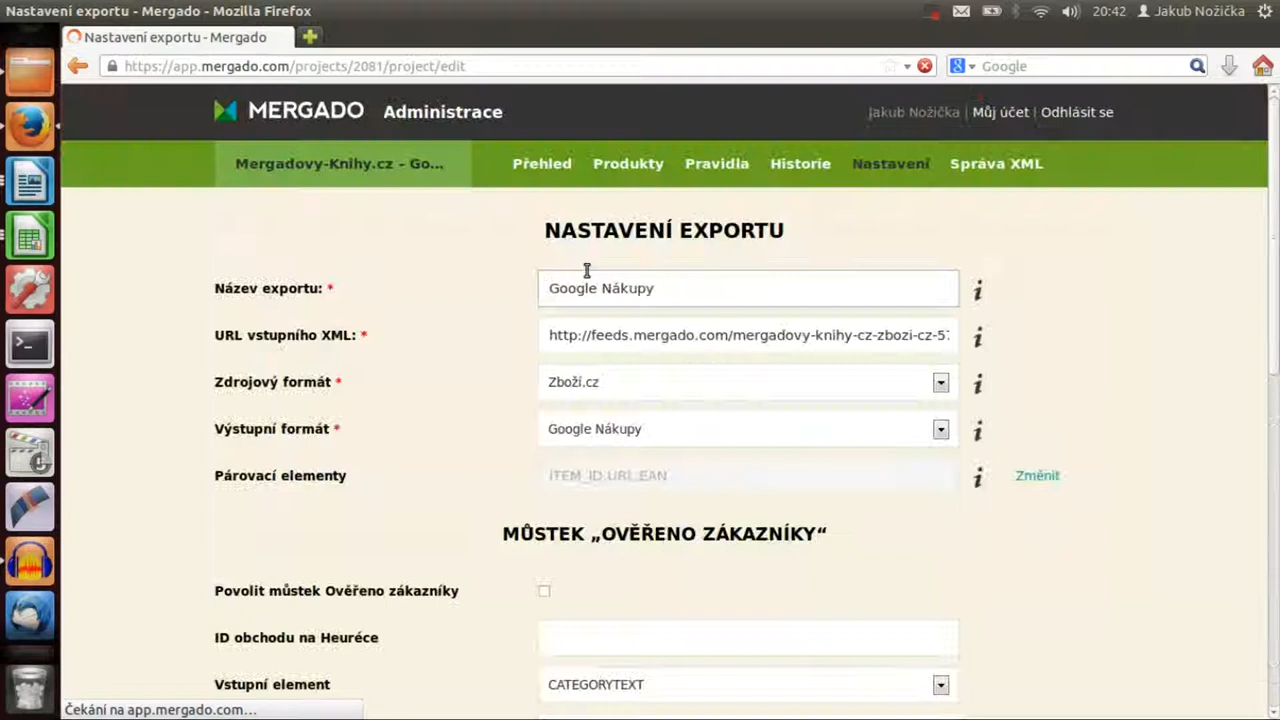 Nastavení exportu - Mergado - Mozilla Firefox
20:42
Jakub Nožička
Nastavení exportu - Mergado
https://app.mergado.com/projects/2081/project/edit
Google
MERGADO
Administrace
Jakub Nožička | Můj účet | Odhlásit se
Mergadovy-Knihy.cz - Go...
Přehled
Produkty
Pravidla
Historie
Nastavení
Správa XML
NASTAVENÍ EXPORTU
Název exportu: *
Google Nákupy
URL vstupního XML: *
http://feeds.mergado.com/mergadovy-knihy-cz-zbozi-cz-5
Zdrojový formát *
Zboží.cz
Výstupní formát *
Google Nákupy
Párovací elementy
ITEM_ID,URL,EAN
Změnit
MŮSTEK „OVĚŘENO ZÁKAZNÍKY“
Povolit můstek Ověřeno zákazníky
ID obchodu na Heuréce
Vstupní element
CATEGORYTEXT
Čekání na app.mergado.com…